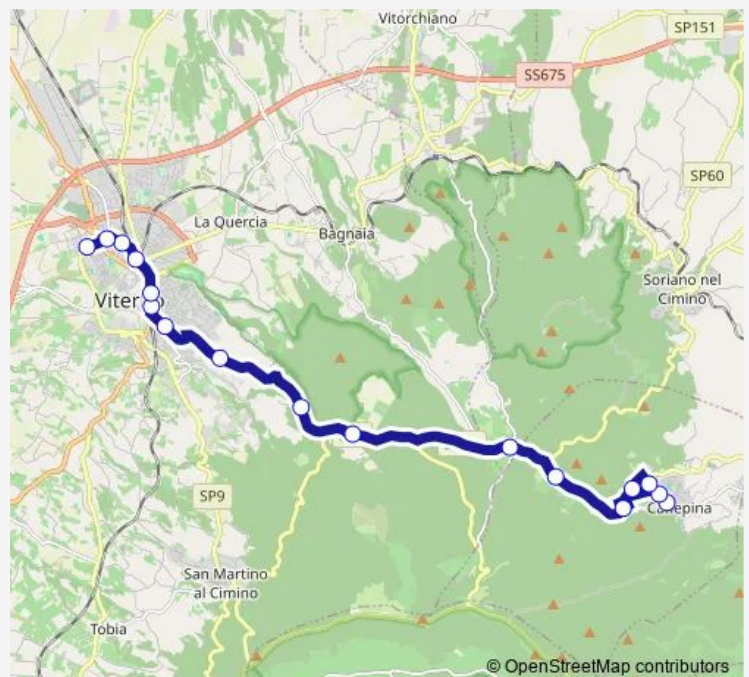 Vitorchiano
SP151
SS675
SP60
La Quercia
Bagnaia
Soriano nel
Cimino
SP9
San Martino
al Cimino
Tobia
© OpenStreetMap contributors